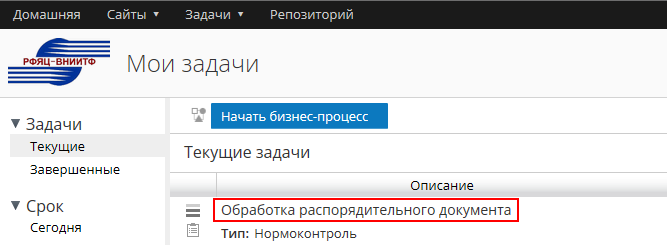 Домашняя Сайты Задачи Репозиторий
РФЯЦ-ВНИИТФ
Мои задачи
Задачи
Текущие
Завершенные
Срок
Сегодня
Начать бизнес-процесс
Текущие задачи
Описание
Обработка распорядительного документа
Тип: Нормоконтроль